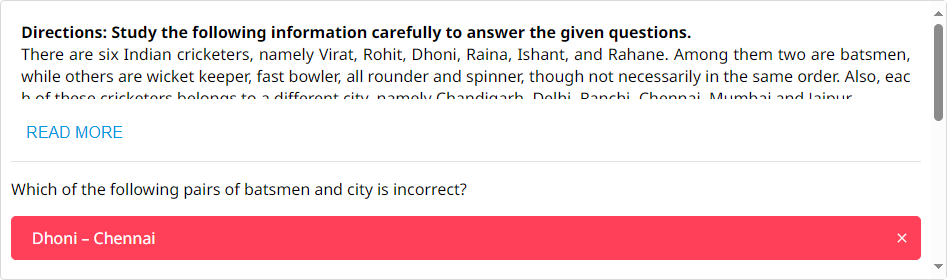 Directions: Study the following information carefully to answer the given questions.
There are six Indian cricketers, namely Virat, Rohit, Dhoni, Raina, Ishant, and Rahane. Among them two are batsmen,
while others are wicket keeper, fast bowler, all rounder and spinner, though not necessarily in the same order. Also, eac
h of these cricketers belongs to a different city, namely Chandigarh, Delhi, Ranchi, Chennai, Mumbai and Jaipur.
READ MORE
Which of the following pairs of batsmen and city is incorrect?
Dhoni – Chennai ×